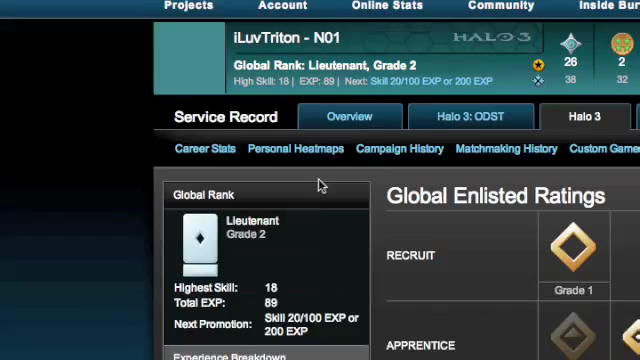 Projects Account Online Stats Community Inside Bun
iLuvTriton - N01 HALO 3
Global Rank: Lieutenant, Grade 2 26 2
High Skill: 18 | EXP: 89 | Next: Skill 20/100 EXP or 200 EXP 38 32
Service Record Overview Halo 3: ODST Halo 3
Career Stats Personal Heatmaps Campaign History Matchmaking History Custom Game
Global Rank
Global Enlisted Ratings
Lieutenant
Grade 2
RECRUIT
Grade 1
Highest Skill: 18
Total EXP: 89
Next Promotion: Skill 20/100 EXP or
200 EXP
APPRENTICE
Experience Breakdown